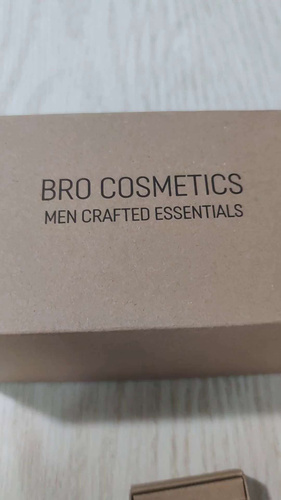 BRO COSMETICS
MEN CRAFTED ESSENTIALS